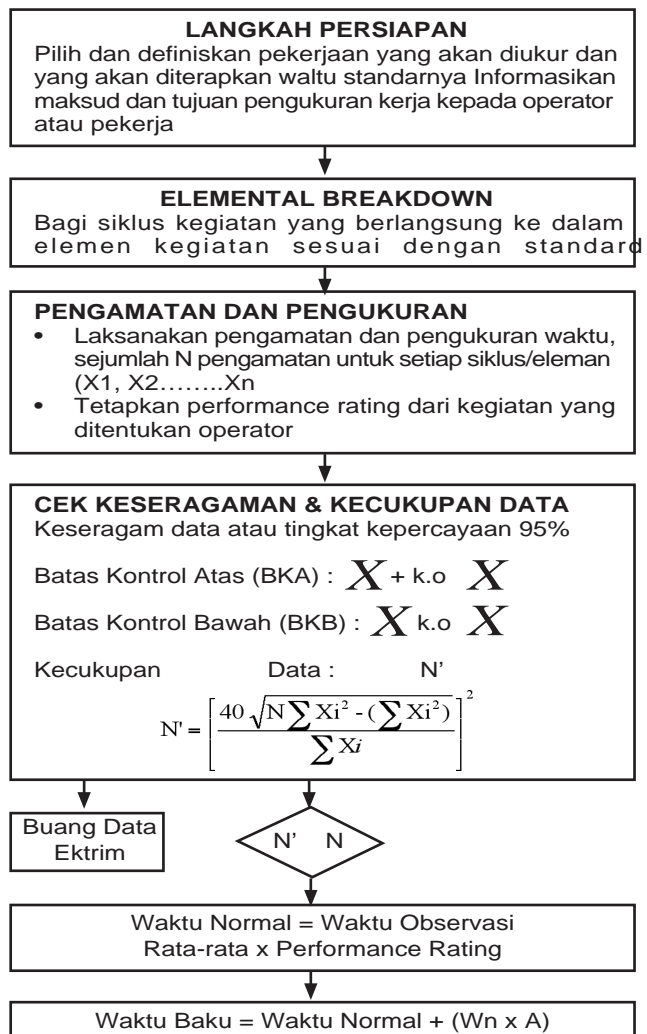 LANGKAH PERSIAPAN
Pilih dan definiskan pekerjaan yang akan diukur dan
yang akan diterapkan waltu standarnya Informasikan
maksud dan tujuan pengukuran kerja kepada operator
atau pekerja
ELEMENTAL BREAKDOWN
Bagi siklus kegiatan yang berlangsung ke dalam
elemen kegiatan sesuai dengan standard
PENGAMATAN DAN PENGUKURAN
• Laksanakan pengamatan dan pengukuran waktu,
sejumlah N pengamatan untuk setiap siklus/eleman
(X1, X2……..Xn
• Tetapkan performance rating dari kegiatan yang
ditentukan operator
CEK KESERAGAMAN & KECUKUPAN DATA
Keseragam data atau tingkat kepercayaan 95%
Batas Kontrol Atas (BKA) : X + k.o X
Batas Kontrol Bawah (BKB) : X k.o X
Kecukupan Data : N'
N' = [40 √(N ∑ Xi² - (∑ Xi²)) / ∑ Xi]²
Buang Data
Ektrim
N' N
Waktu Normal = Waktu Observasi
Rata-rata x Performance Rating
Waktu Baku = Waktu Normal + (Wn x A)